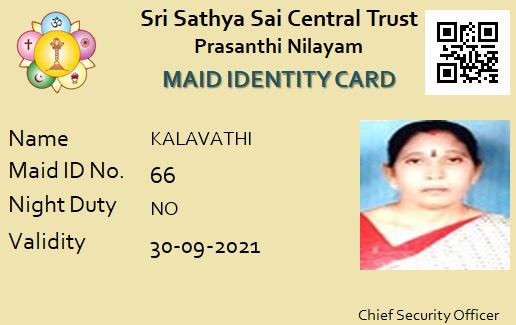 Sri Sathya Sai Central Trust
Prasanthi Nilayam
MAID IDENTITY CARD
Name KALAVATHI
Maid ID No. 66
Night Duty NO
Validity 30-09-2021
Chief Security Officer